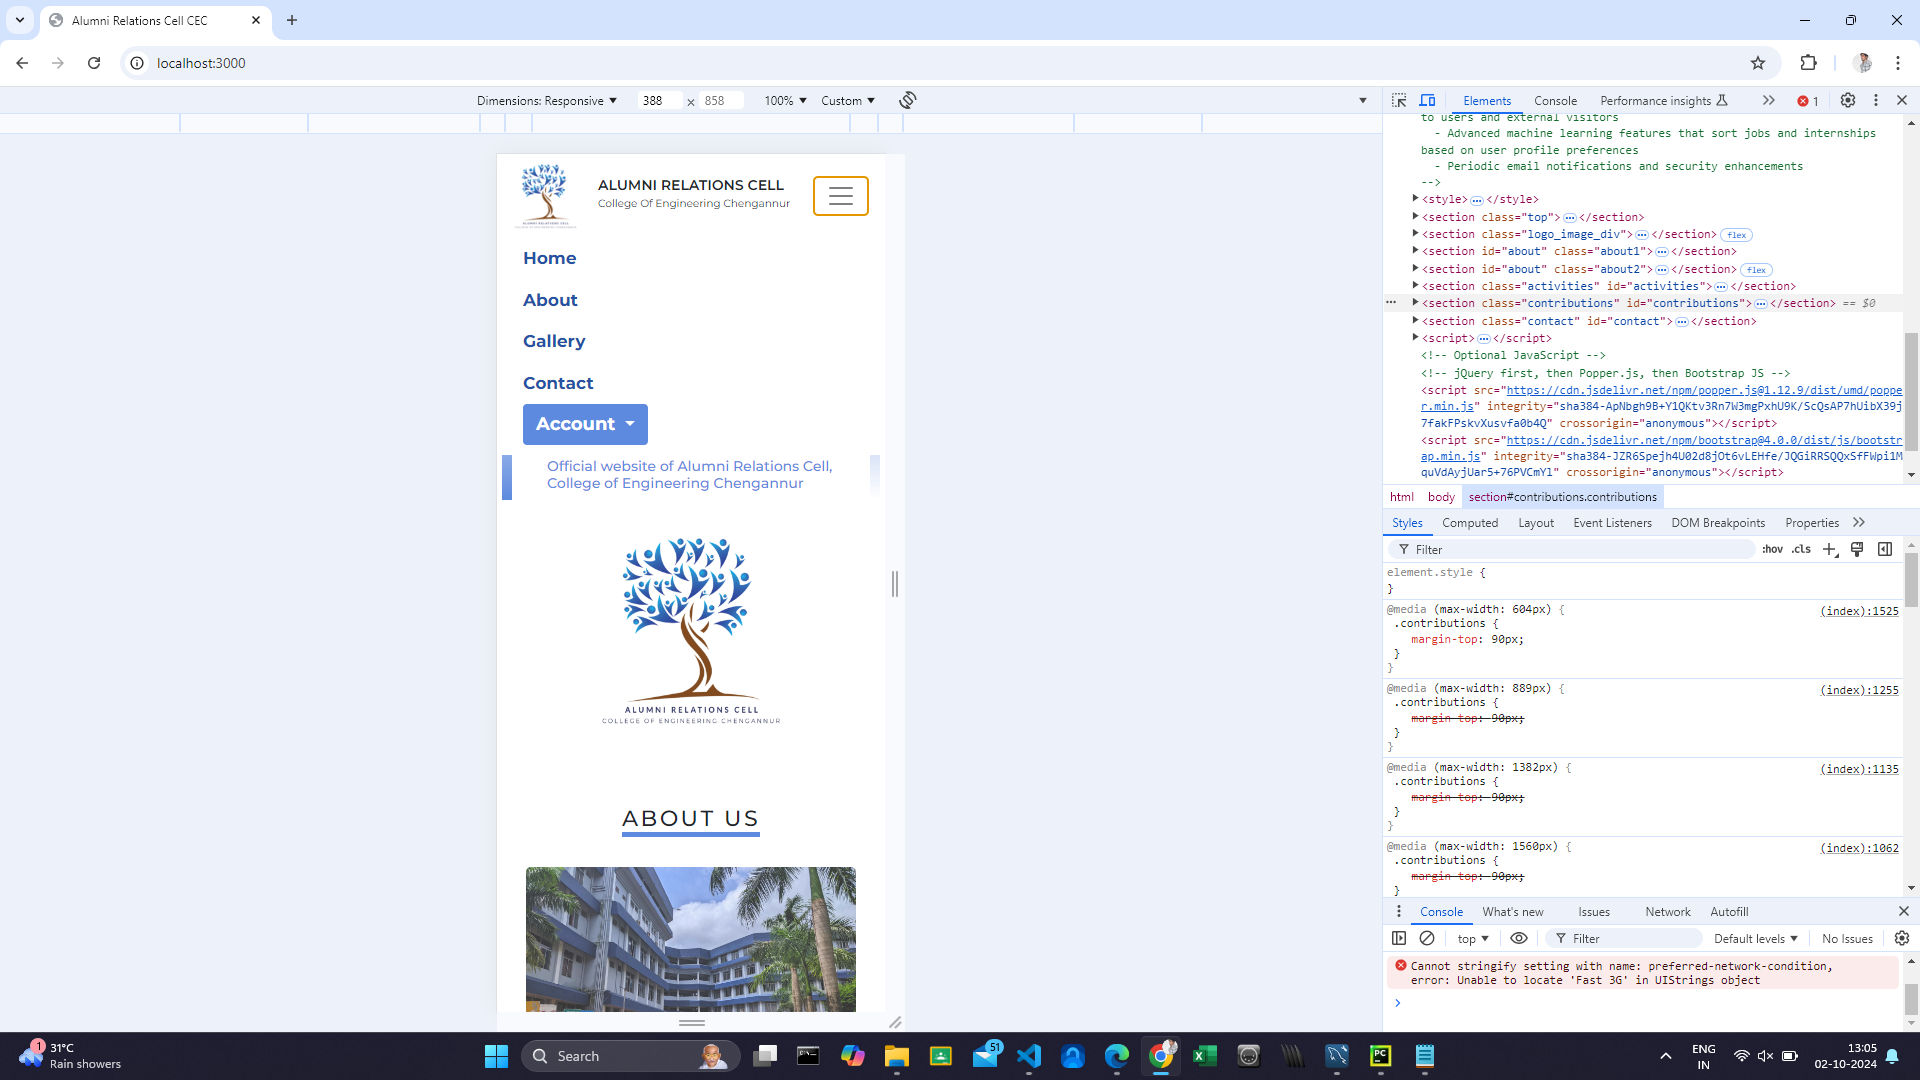 Alumni Relations Cell CEC
localhost:3000
Dimensions: Responsive ▼ 388 × 858 100% ▼ Custom ▼
ALUMNI RELATIONS CELL
College Of Engineering Chengannur
Home
About
Gallery
Contact
Account
Official website of Alumni Relations Cell,
College of Engineering Chengannur
ALUMNI RELATIONS CELL
COLLEGE OF ENGINEERING CHENGANNUR
ABOUT US
Elements Console Performance insights 1
to users and external visitors
- Advanced machine learning features that sort jobs and internships
based on user profile preferences
- Periodic email notifications and security enhancements
-->
<style>…</style>
<section class="top">…</section>
<section class="logo_image_div">…</section> flex
<section id="about" class="about1">…</section>
<section id="about" class="about2">…</section> flex
<section class="activities" id="activities">…</section>
<section class="contributions" id="contributions">…</section> == $0
<section class="contact" id="contact">…</section>
<script>…</script>
<!-- Optional JavaScript -->
<!-- jQuery first, then Popper.js, then Bootstrap JS -->
<script src="https://cdn.jsdelivr.net/npm/popper.js@1.12.9/dist/umd/poppe
r.min.js" integrity="sha384-ApNbgh9B+Y1QKtv3Rn7W3mgPxhU9K/ScQsAP7hUibX39j
7fakFPskvXusvfa0b4Q" crossorigin="anonymous"></script>
<script src="https://cdn.jsdelivr.net/npm/bootstrap@4.0.0/dist/js/bootstr
ap.min.js" integrity="sha384-JZR6Spejh4U02d8jOt6vLEHfe/JQGiRRSQQxSfFWpi1M
quVdAyjUar5+76PVCmYl" crossorigin="anonymous"></script>
html body section#contributions.contributions
Styles Computed Layout Event Listeners DOM Breakpoints Properties
Filter :hov .cls
element.style {
}
@media (max-width: 604px) { (index):1525
.contributions {
margin-top: 90px;
}
}
@media (max-width: 889px) { (index):1255
.contributions {
margin-top: 90px;
}
}
@media (max-width: 1382px) { (index):1135
.contributions {
margin-top: 90px;
}
}
@media (max-width: 1560px) { (index):1062
.contributions {
margin-top: 90px;
}
Console What's new Issues Network Autofill
top ▼ Filter Default levels ▼ No Issues
Cannot stringify setting with name: preferred-network-condition,
error: Unable to locate 'Fast 3G' in UIStrings object
1
31°C
Rain showers
Search
51
PC
ENG
IN
13:05
02-10-2024